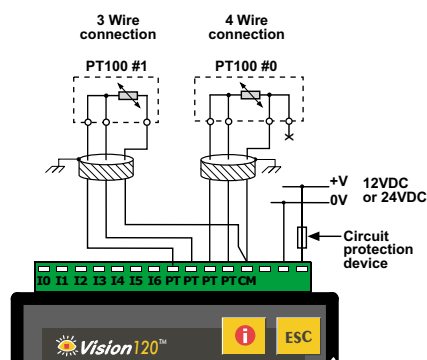 3 Wire
connection
4 Wire
connection
PT100 #1
PT100 #0
+V
0V
12VDC
or 24VDC
Circuit
protection
device
I0 I1 I2 I3 I4 I5 I6 PT PT PT PT CM
Vision120™
i
ESC